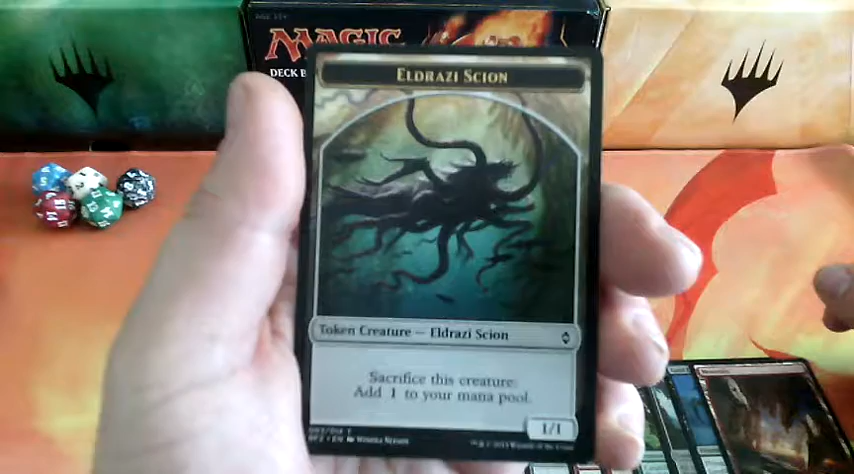 MAGIC
DECK B
ELDRAZI SCION
Token Creature — Eldrazi Scion
Sacrifice this creature:
Add 1 to your mana pool.
1/1
EN